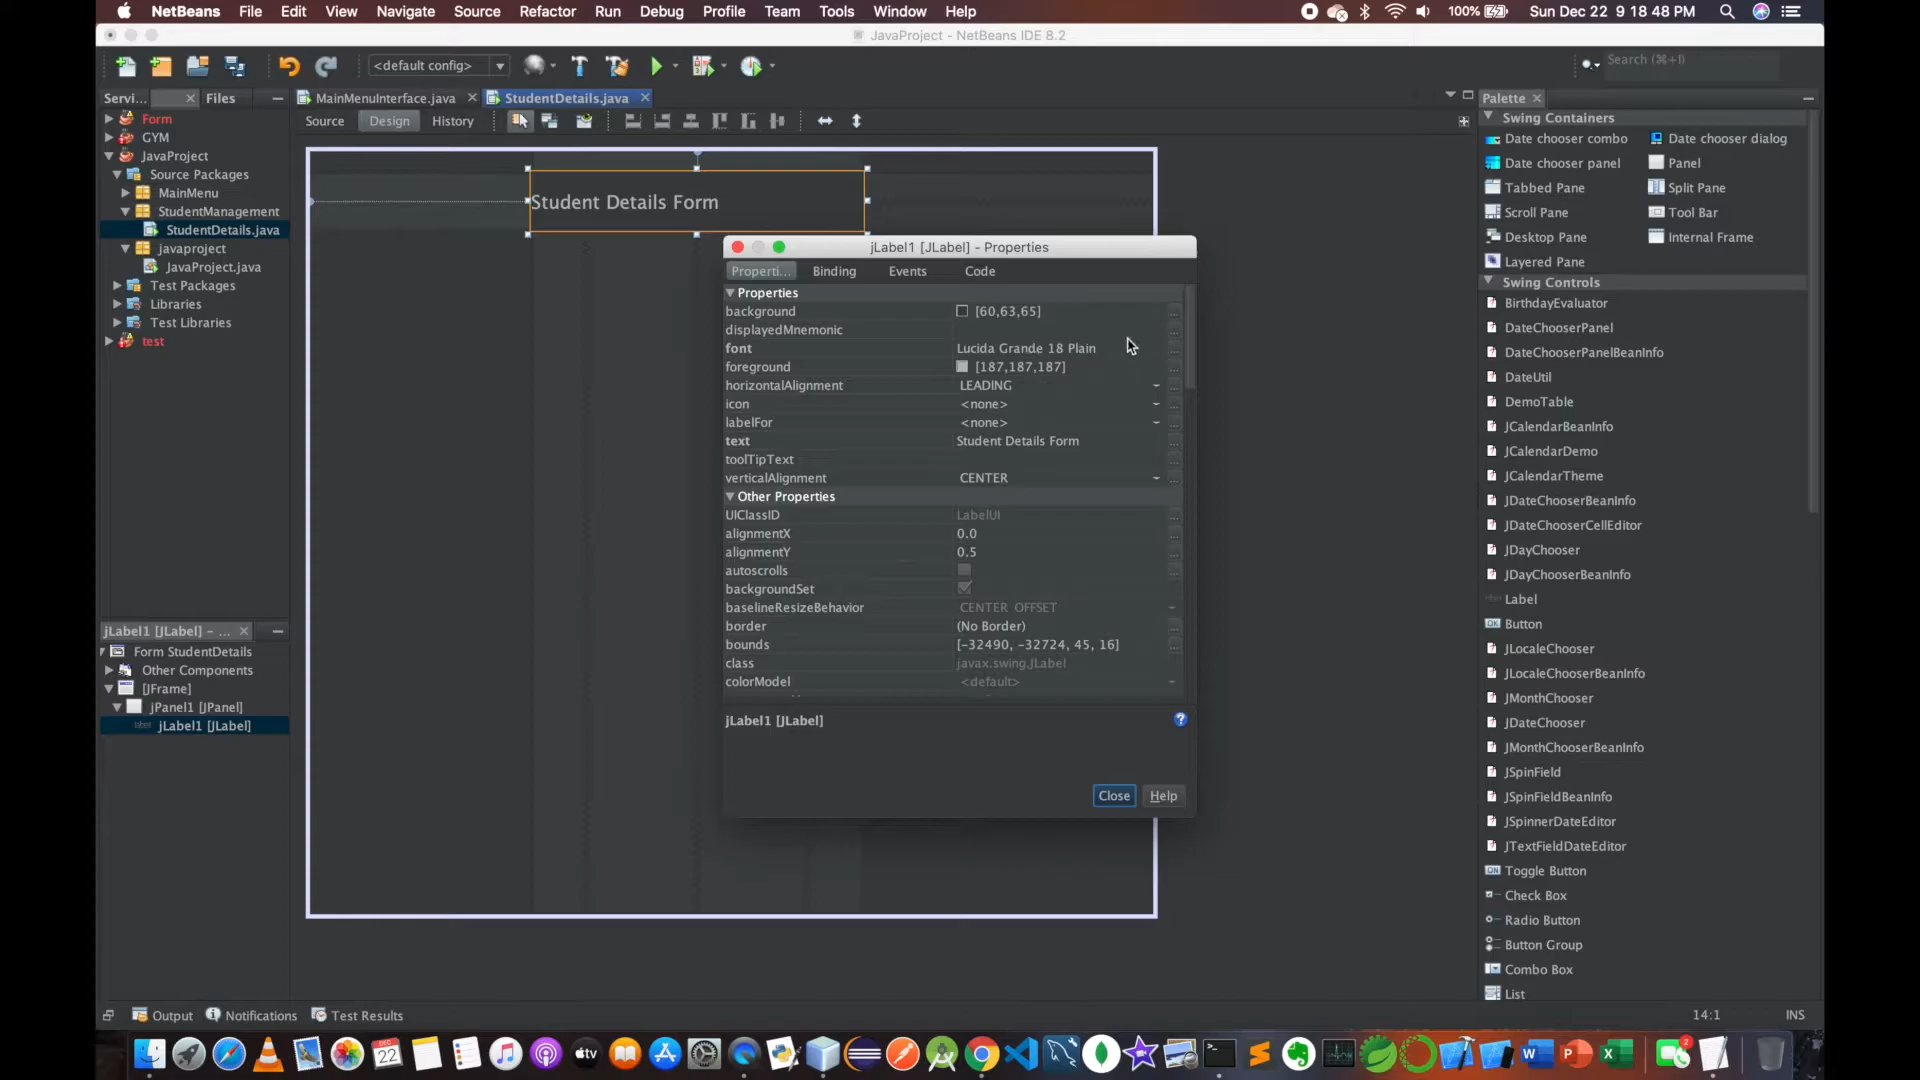 NetBeans File Edit View Navigate Source Refactor Run Debug Profile Team Tools Window Help 100% Sun Dec 22 9 18 48 PM
JavaProject - NetBeans IDE 8.2
<default config>
Search (⌘+I)
Servi... Files
MainMenuInterface.java StudentDetails.java
Source Design History
Form
GYM
JavaProject
Source Packages
MainMenu
StudentManagement
StudentDetails.java
javaproject
JavaProject.java
Test Packages
Libraries
Test Libraries
test
jLabel1 [JLabel] - ...
Form StudentDetails
Other Components
[JFrame]
jPanel1 [JPanel]
label jLabel1 [JLabel]
Student Details Form
jLabel1 [JLabel] - Properties
Properti... Binding Events Code
Properties
background [60,63,65]
displayedMnemonic
font Lucida Grande 18 Plain
foreground [187,187,187]
horizontalAlignment LEADING
icon <none>
labelFor <none>
text Student Details Form
toolTipText
verticalAlignment CENTER
Other Properties
UIClassID LabelUI
alignmentX 0.0
alignmentY 0.5
autoscrolls
backgroundSet
baselineResizeBehavior CENTER_OFFSET
border (No Border)
bounds [-32490, -32724, 45, 16]
class javax.swing.JLabel
colorModel <default>
jLabel1 [JLabel]
Close Help
Palette
Swing Containers
Date chooser combo Date chooser dialog
Date chooser panel Panel
Tabbed Pane Split Pane
Scroll Pane Tool Bar
Desktop Pane Internal Frame
Layered Pane
Swing Controls
BirthdayEvaluator
DateChooserPanel
DateChooserPanelBeanInfo
DateUtil
DemoTable
JCalendarBeanInfo
JCalendarDemo
JCalendarTheme
JDateChooserBeanInfo
JDateChooserCellEditor
JDayChooser
JDayChooserBeanInfo
label Label
OK Button
JLocaleChooser
JLocaleChooserBeanInfo
JMonthChooser
JDateChooser
JMonthChooserBeanInfo
JSpinField
JSpinFieldBeanInfo
JSpinnerDateEditor
JTextFieldDateEditor
ON Toggle Button
Check Box
Radio Button
Button Group
Combo Box
List
Output Notifications Test Results
14:1 INS
DEC
22
tv
W P X
2